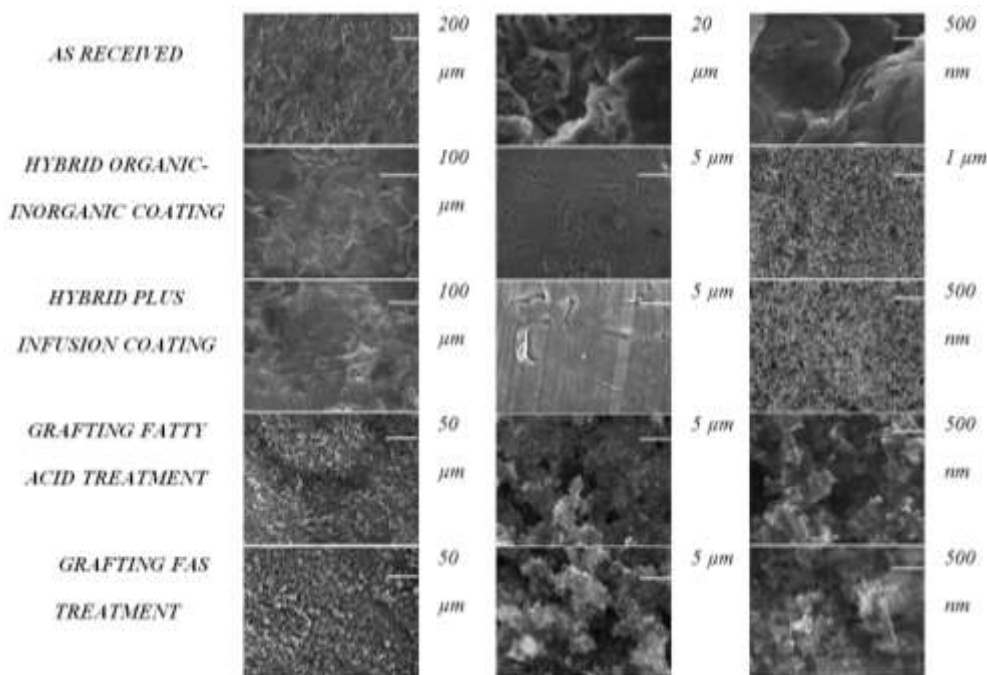 AS RECEIVED
200
µm
20
µm
500
nm
HYBRID ORGANIC-
INORGANIC COATING
100
µm
5 µm
1 µm
HYBRID PLUS
INFUSION COATING
100
µm
5 µm
500
nm
GRAFTING FATTY
ACID TREATMENT
50
µm
5 µm
500
nm
GRAFTING FAS
TREATMENT
50
µm
5 µm
500
nm